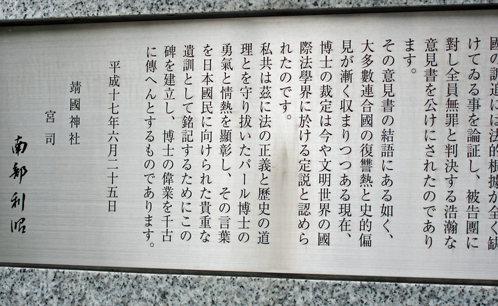 國の訴追には法的根拠が全く缺
けてゐる事を論証し、被告團に
對し全員無罪と判決する浩瀚な
意見書を公けにされたのであり
ます。
その意見書の結語にある如く、
大多數連合國の復讐熱と史的偏
見が漸く収まりつつある現在、
博士の裁定は今や文明世界の國
際法學界に於ける定説と認めら
れたのです。
私共は茲に法の正義と歴史の道
理とを守り抜いたパール博士の
勇氣と情熱を顕彰し、その言葉
を日本國民に向けられた貴重な
遺訓として銘記するためにこの
碑を建立し、博士の偉業を千古
に傳へんとするものであります。
平成十七年六月二十五日
靖國神社
宮司
南部利昭